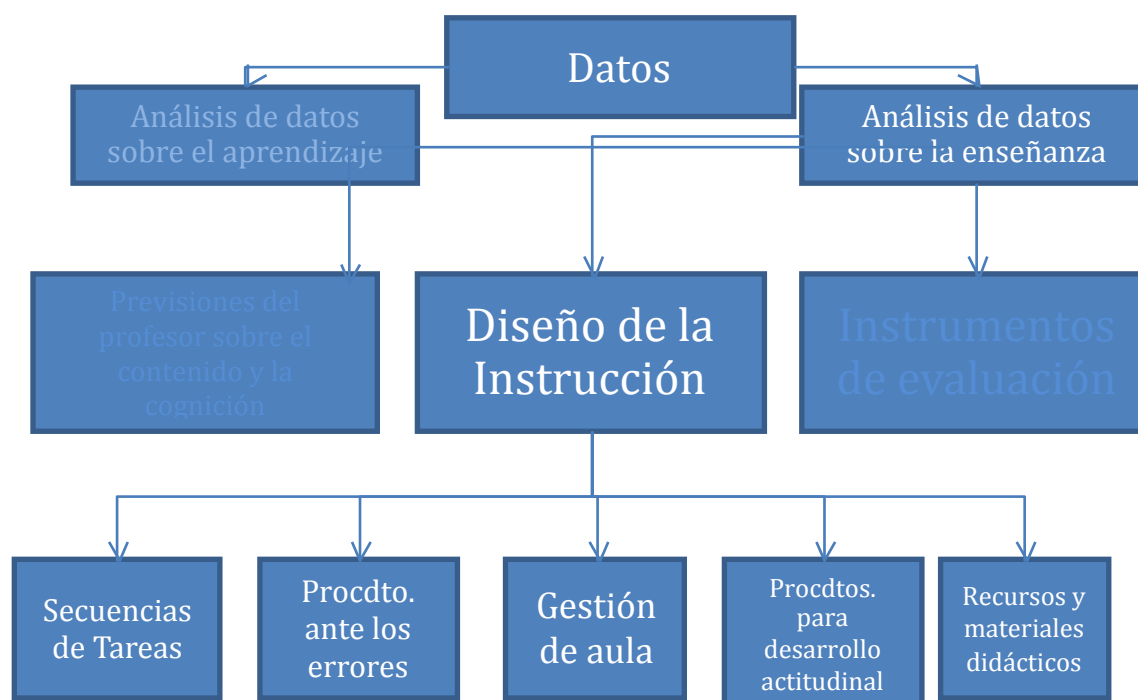 Datos
Análisis de datos
sobre el aprendizaje
Análisis de datos
sobre la enseñanza
Previsiones del
profesor sobre el
contenido y la
cognición
Diseño de la
Instrucción
Instrumentos
de evaluación
Secuencias
de Tareas
Procdto.
ante los
errores
Gestión
de aula
Procdtos.
para
desarrollo
actitudinal
Recursos y
materiales
didácticos